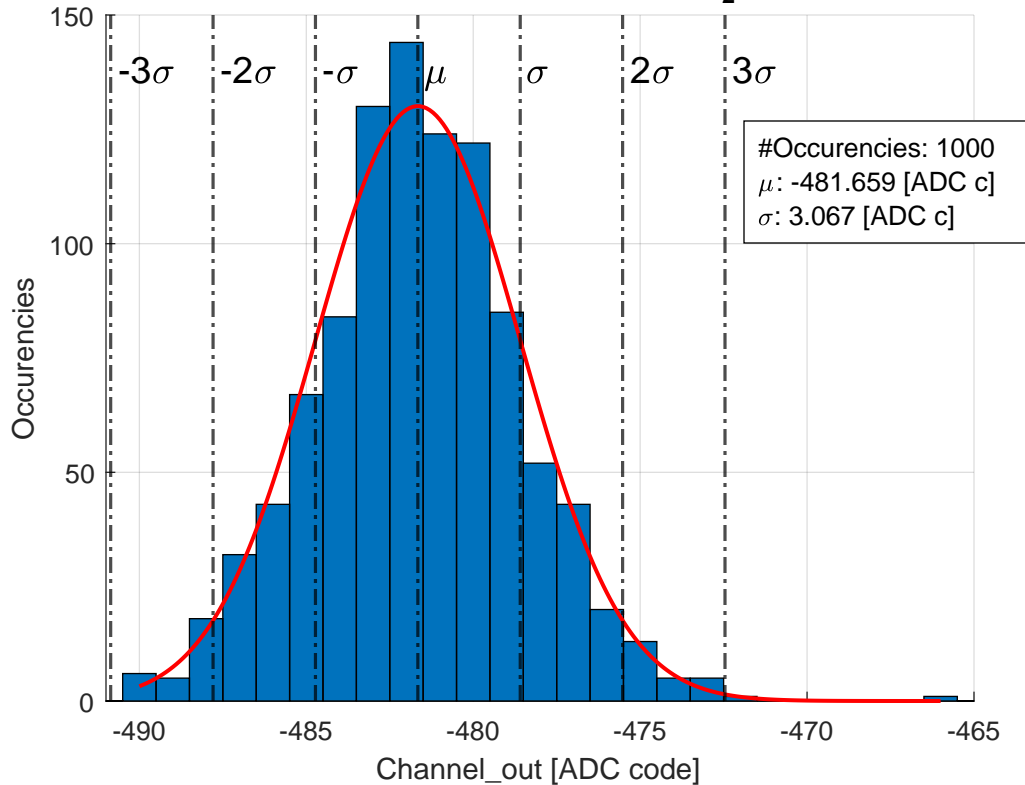 150
-3σ
-2σ
-σ
μ
σ
2σ
3σ
#Occurencies: 1000
μ: -481.659 [ADC c]
σ: 3.067 [ADC c]
100
50
0
Occurencies
-490
-485
-480
-475
-470
-465
Channel_out [ADC code]